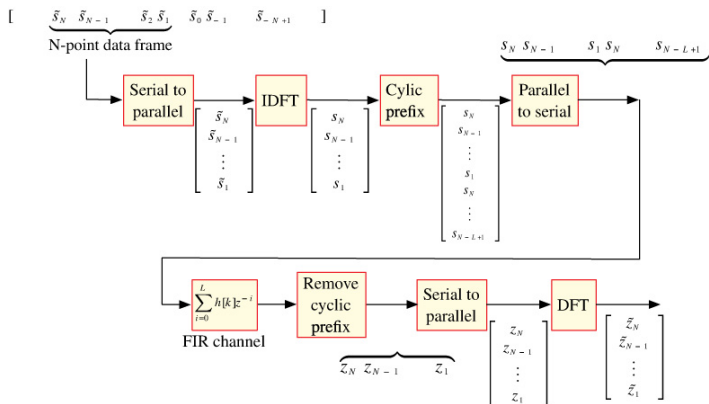 [ s̃_N s̃_{N−1} s̃_2 s̃_1 s̃_0 s̃_{−1} s̃_{−N+1} ]
N-point data frame
s_N s_{N−1} s_1 s_N s_{N−L+1}
Serial to
parallel
IDFT
Cylic
prefix
Parallel
to serial
s̃_N
s̃_{N−1}
⋮
s̃_1
s_N
s_{N−1}
⋮
s_1
s_N
s_{N−1}
⋮
s_1
s_N
⋮
s_{N−L+1}
∑_{i=0}^{L} h[k]z^{−i}
FIR channel
Remove
cyclic
prefix
Serial to
parallel
DFT
z_N z_{N−1} z_1
z_N
z_{N−1}
⋮
z_1
z̃_N
z̃_{N−1}
⋮
z̃_1